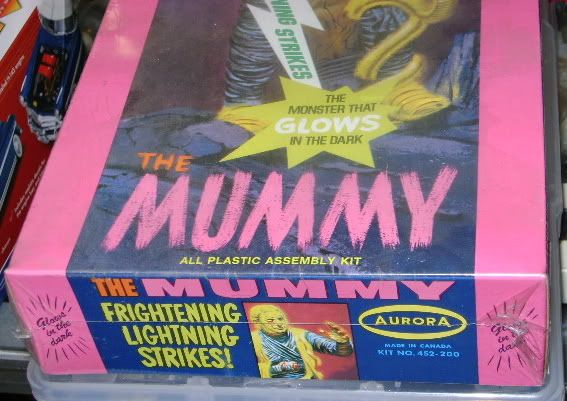 NING STRIKES
THE
MONSTER THAT
GLOWS
IN THE DARK
THE
MUMMY
ALL PLASTIC ASSEMBLY KIT
THE MUMMY
FRIGHTENING
LIGHTNING
STRIKES!
Glows
in the
dark
AURORA
MADE IN CANADA
KIT NO. 452-200